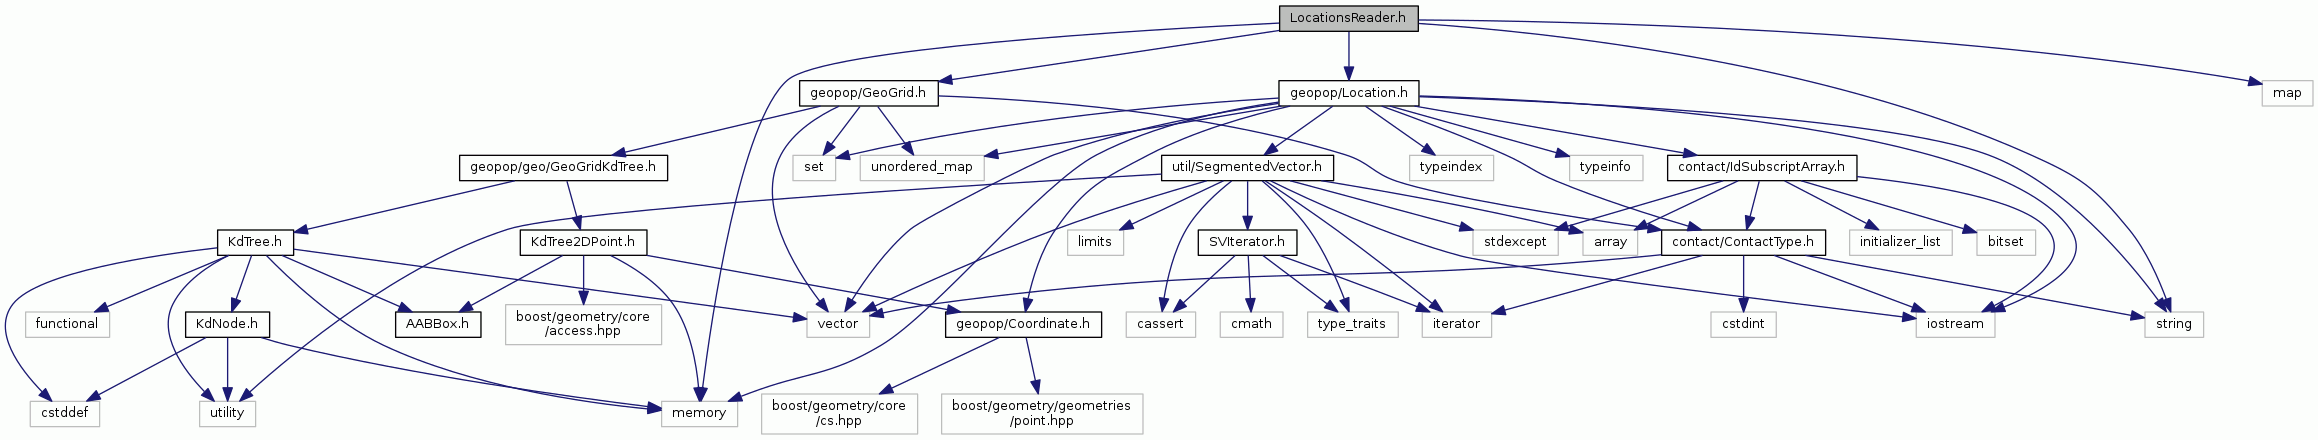 LocationsReader.h
geopop/GeoGrid.h
geopop/Location.h
map
geopop/geo/GeoGridKdTree.h
set
unordered_map
util/SegmentedVector.h
typeindex
typeinfo
contact/IdSubscriptArray.h
KdTree.h
KdTree2DPoint.h
limits
SVIterator.h
stdexcept
array
contact/ContactType.h
initializer_list
bitset
functional
KdNode.h
AABBox.h
boost/geometry/core
/access.hpp
vector
geopop/Coordinate.h
cassert
cmath
type_traits
iterator
cstdint
iostream
string
cstddef
utility
memory
boost/geometry/core
/cs.hpp
boost/geometry/geometries
/point.hpp